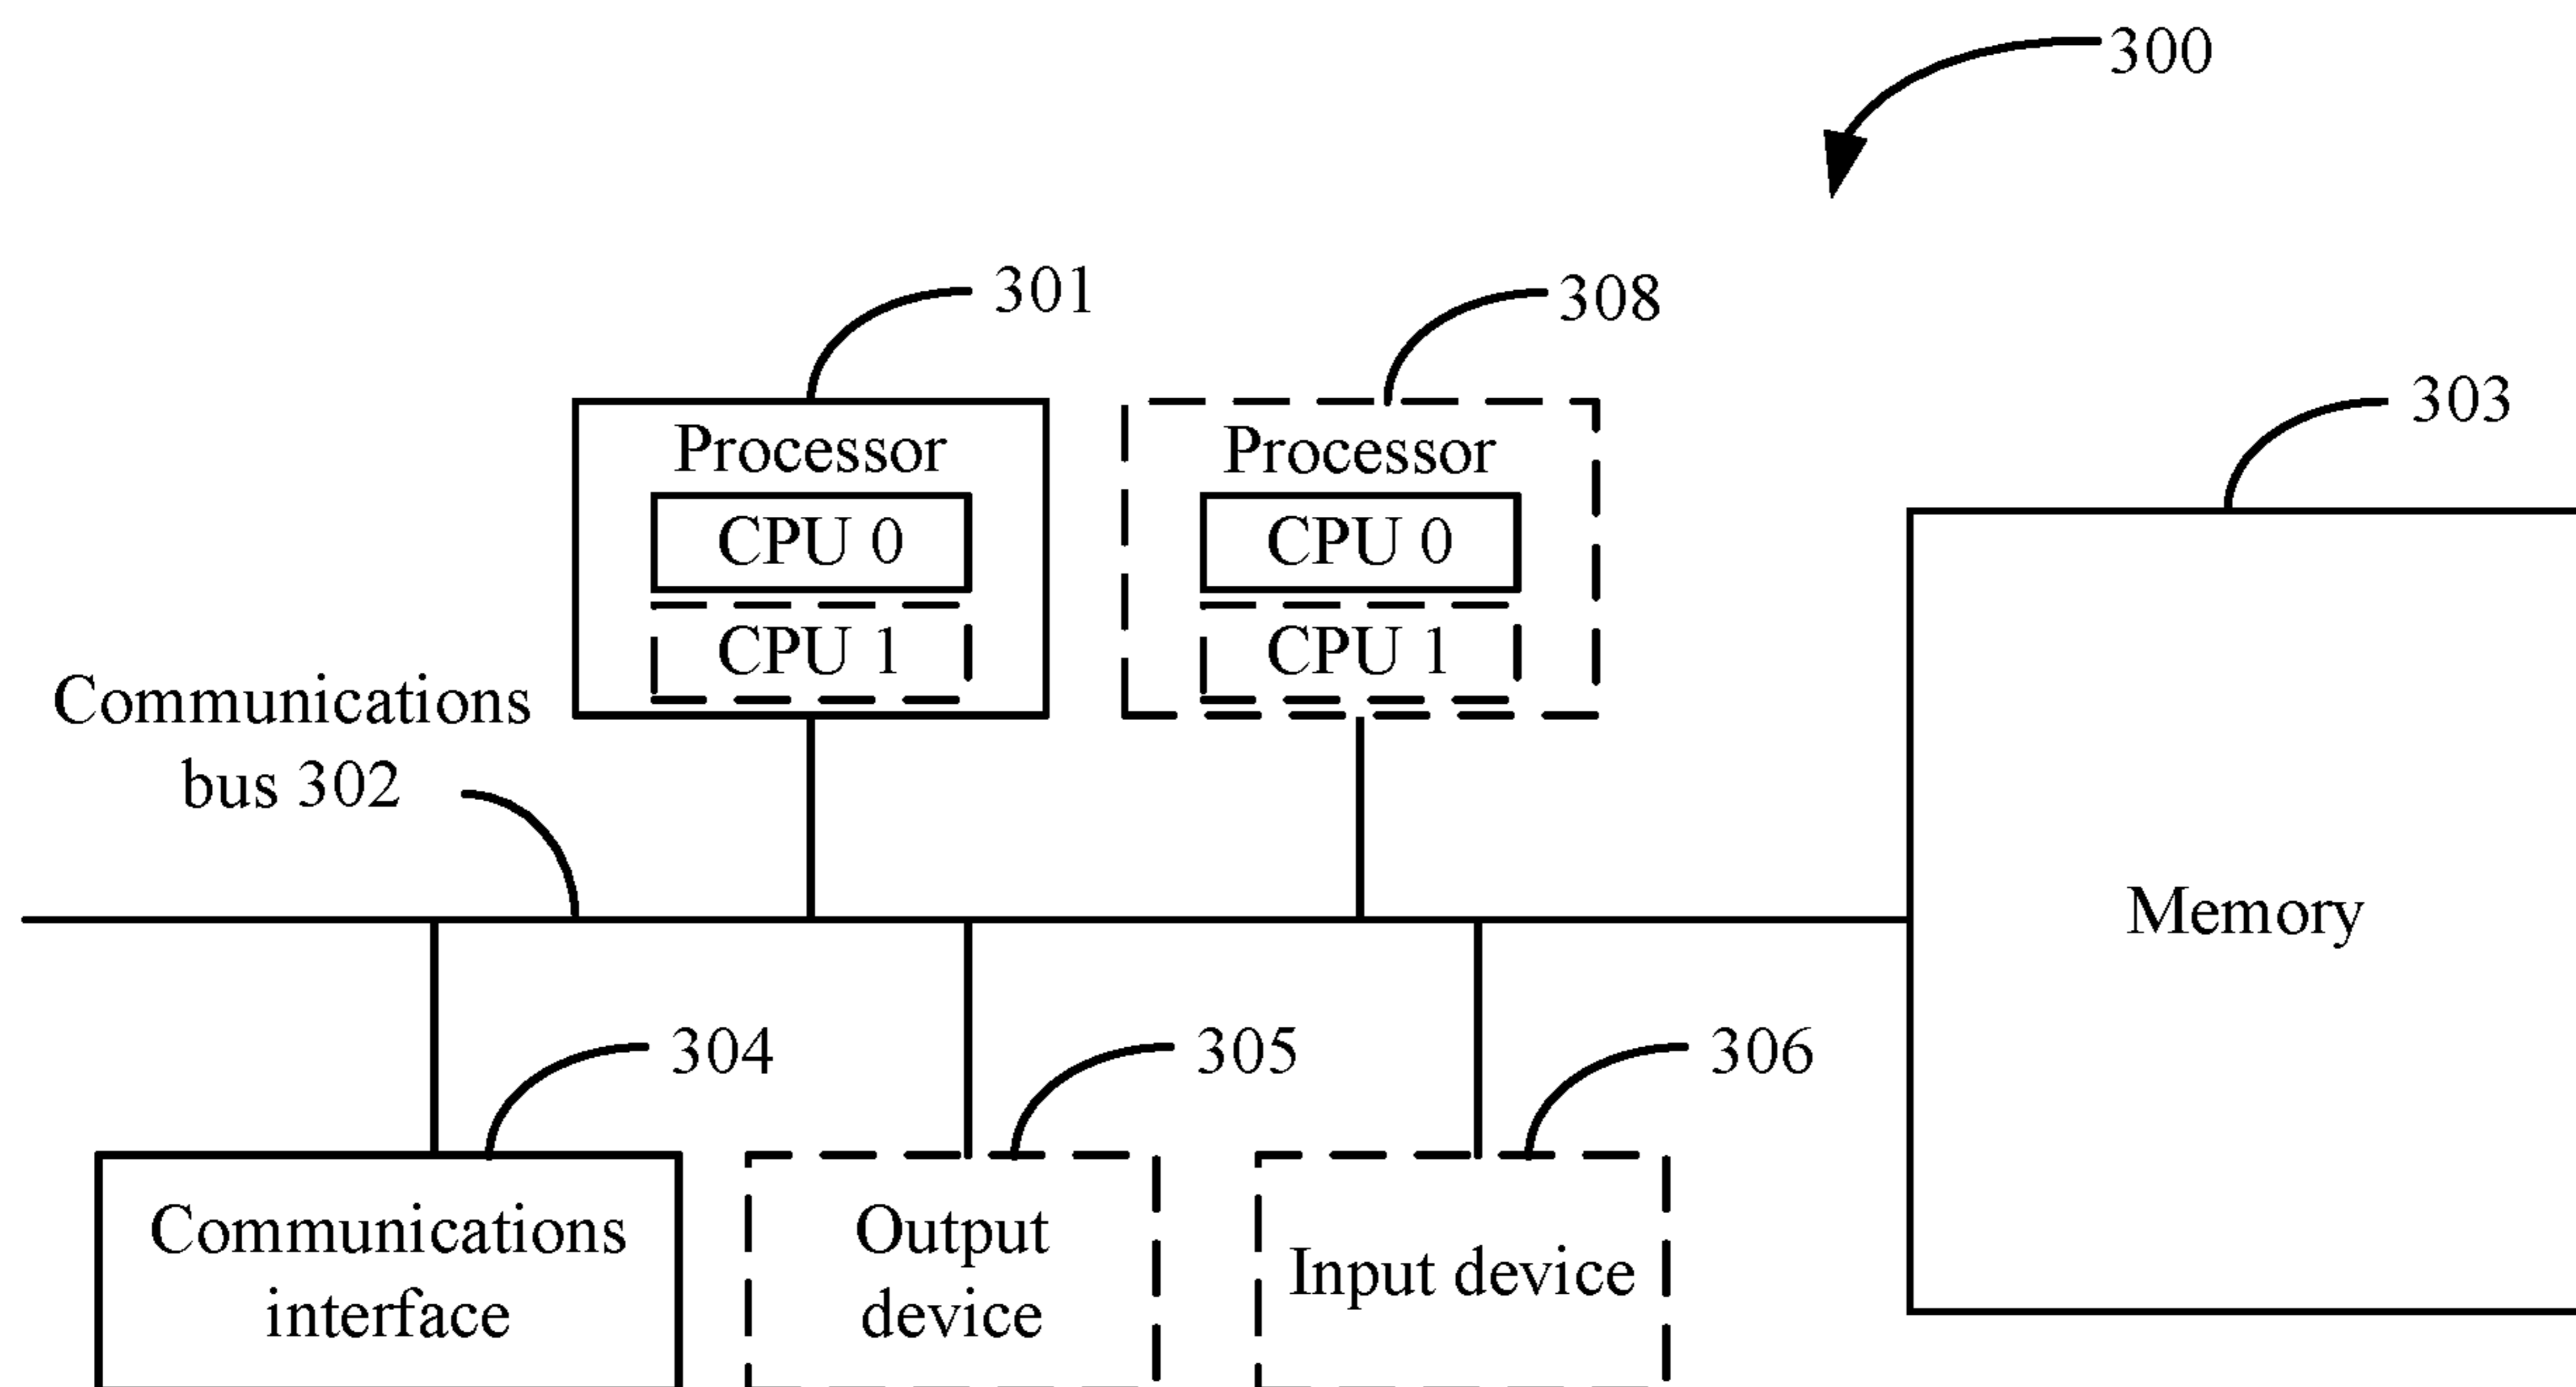 300
301
308
303
Processor
CPU 0
CPU 1
Processor
CPU 0
CPU 1
Communications
bus 302
Memory
304
305
306
Communications
interface
Output
device
Input device